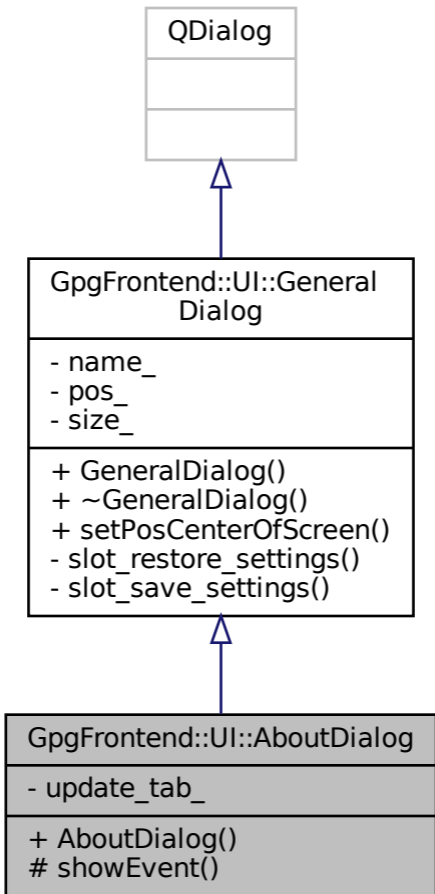 QDialog
GpgFrontend::UI::General
Dialog
- name_
- pos_
- size_
+ GeneralDialog()
+ ~GeneralDialog()
+ setPosCenterOfScreen()
- slot_restore_settings()
- slot_save_settings()
GpgFrontend::UI::AboutDialog
- update_tab_
+ AboutDialog()
# showEvent()